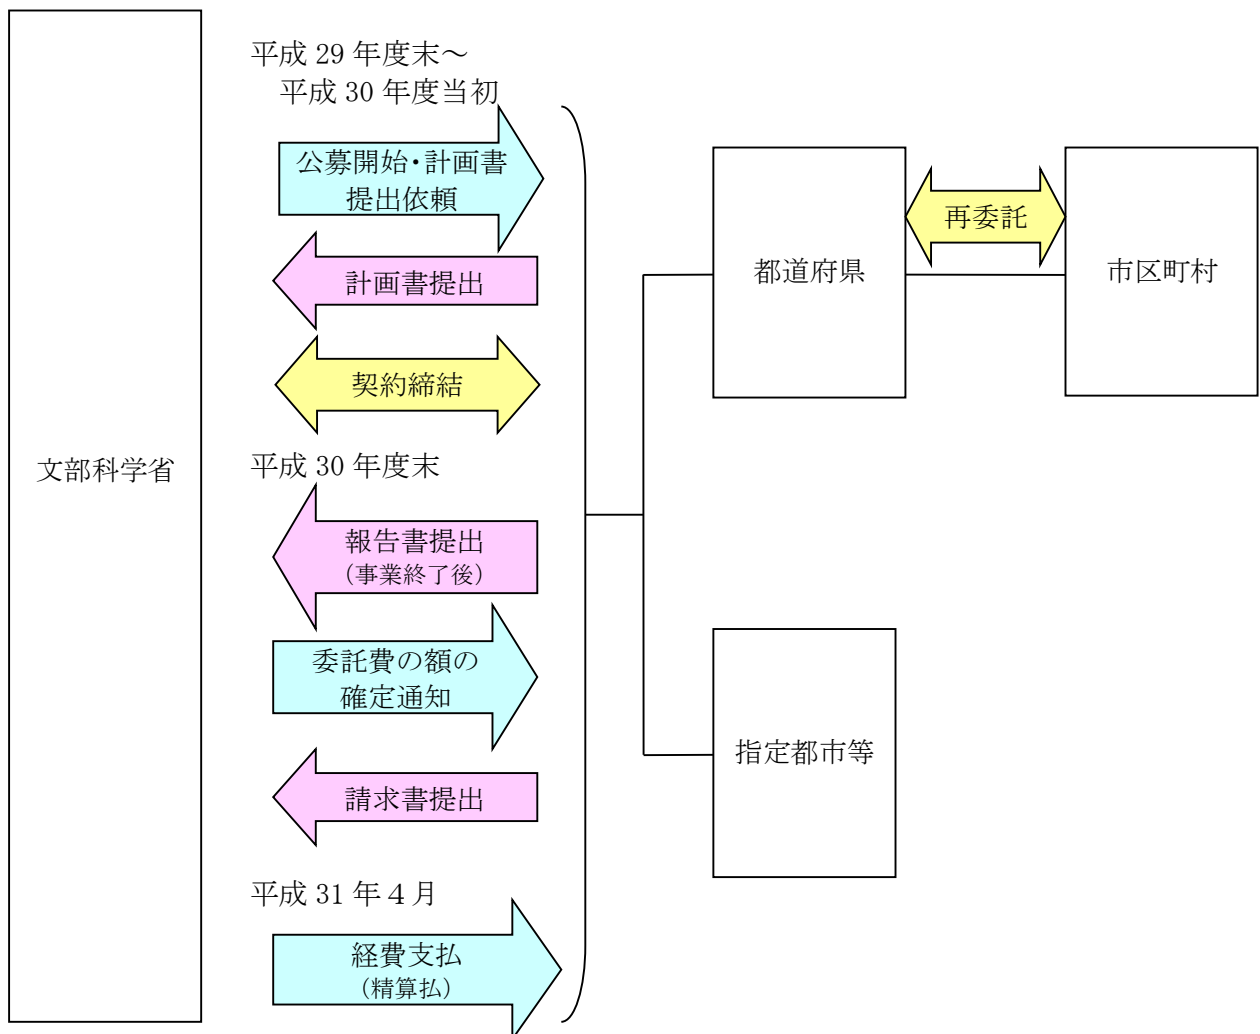 文部科学省
平成 29 年度末～
平成 30 年度当初
公募開始・計画書
提出依頼
計画書提出
契約締結
平成 30 年度末
報告書提出
（事業終了後）
委託費の額の
確定通知
請求書提出
平成 31 年４月
経費支払
（精算払）
都道府県
再委託
市区町村
指定都市等